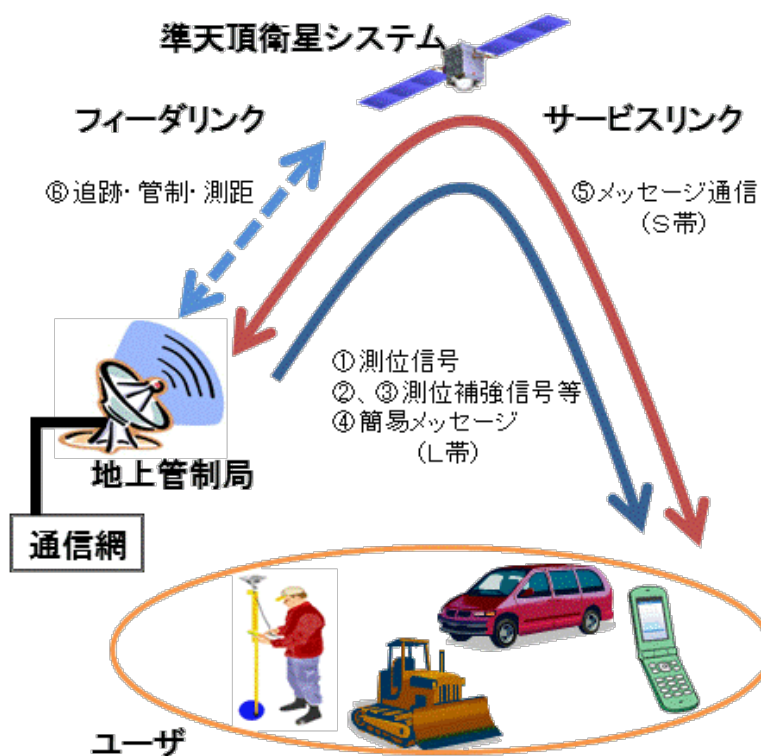 準天頂衛星システム
フィーダリンク
サービスリンク
⑥追跡・管制・測距
⑤メッセージ通信
(S帯)
①測位信号
②、③測位補強信号等
④簡易メッセージ
(L帯)
地上管制局
通信網
ユーザ